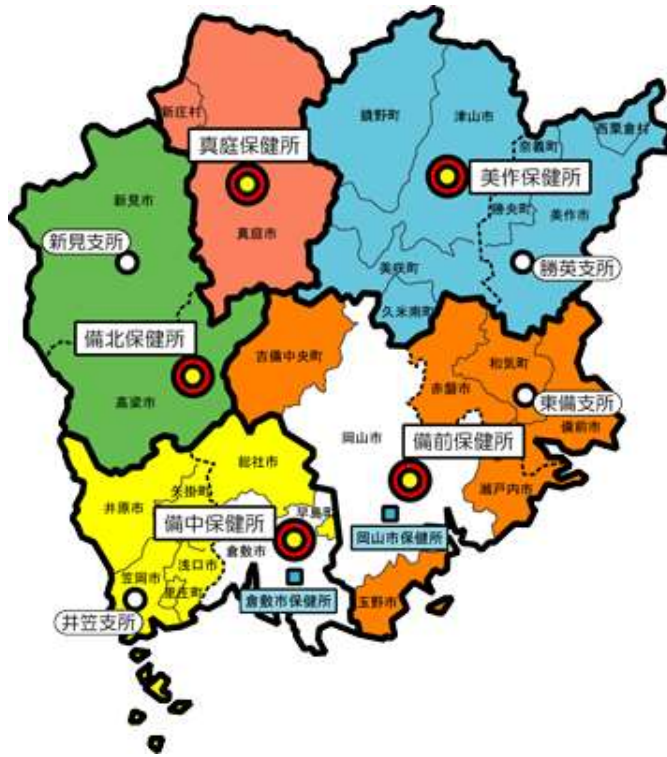 新庄村
真庭保健所
真庭市
鏡野町
津山市
西粟倉村
奈義町
美作保健所
勝央町
美作市
美咲町
久米南町
勝英支所
新見市
新見支所
備北保健所
高梁市
吉備中央町
和気町
赤磐市
東備支所
備前市
岡山市
備前保健所
瀬戸内市
岡山市保健所
玉野市
総社市
矢掛町
井原市
早島町
備中保健所
倉敷市
浅口市
笠岡市
里庄町
倉敷市保健所
井笠支所